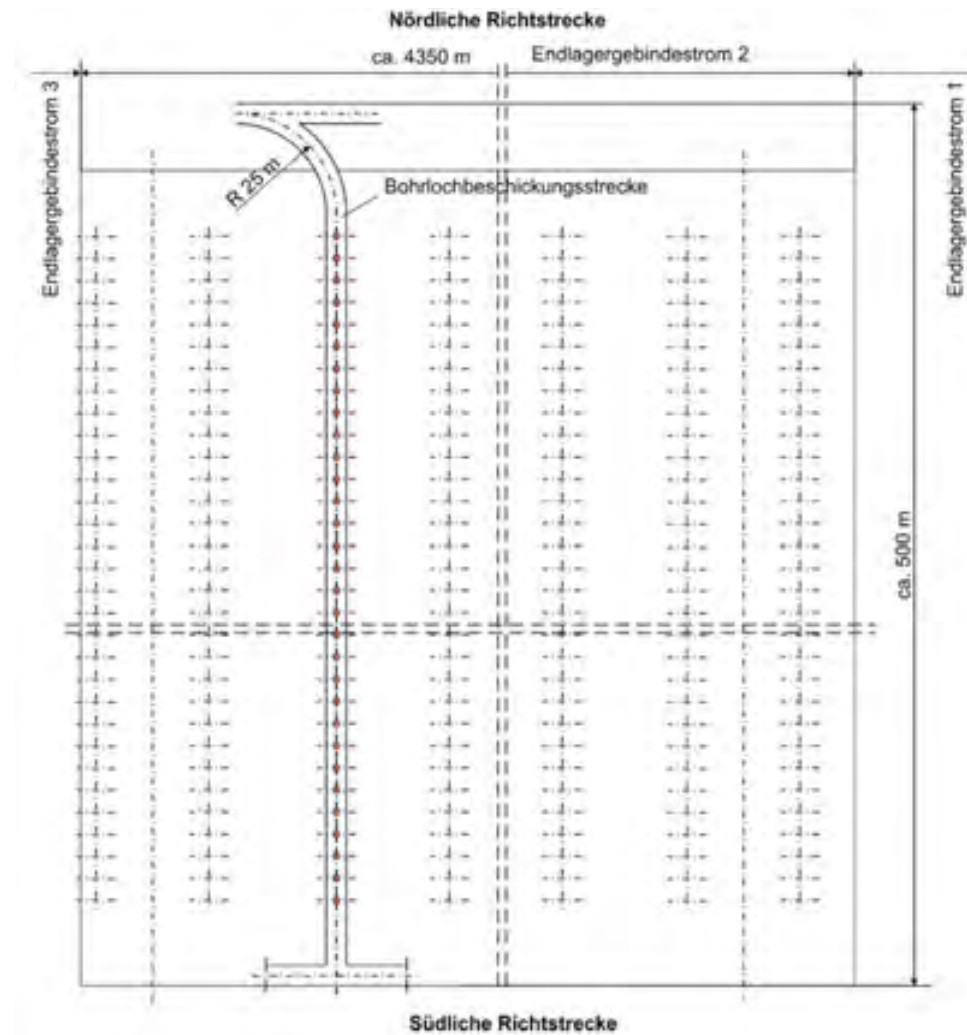 Nördliche Richtstrecke
ca. 4350 m
Endlagergebindestrom 2
Endlagergebindestrom 3
Endlagergebindestrom 1
R 25 m
Bohrlochbeschickungsstrecke
ca. 500 m
Südliche Richtstrecke